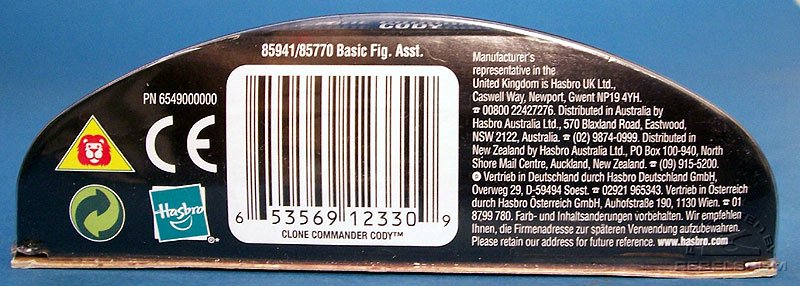 CODY™
85941/85770 Basic Fig. Asst.
PN 6549000000
CE
Hasbro
®*
6 53569 12330 9
CLONE COMMANDER CODY™
Manufacturer's
representative in the
United Kingdom is Hasbro UK Ltd.,
Caswell Way, Newport, Gwent NP19 4YH.
☎ 00800 22427276. Distributed in Australia by
Hasbro Australia Ltd., 570 Blaxland Road, Eastwood,
NSW 2122, Australia. ☎ (02) 9874-0999. Distributed in
New Zealand by Hasbro Australia Ltd., PO Box 100-940, North
Shore Mail Centre, Auckland, New Zealand. ☎ (09) 915-5200.
D Vertrieb in Deutschland durch Hasbro Deutschland GmbH,
Overweg 29, D-59494 Soest. ☎ 02921 965343. Vertrieb in Österreich
durch Hasbro Österreich GmbH, Auhofstraße 190, 1130 Wien. ☎ 01
8799 780. Farb- und Inhaltsänderungen vorbehalten. Wir empfehlen
Ihnen, die Firmenadresse zur späteren Verwendung aufzubewahren.
Please retain our address for future reference. www.hasbro.com